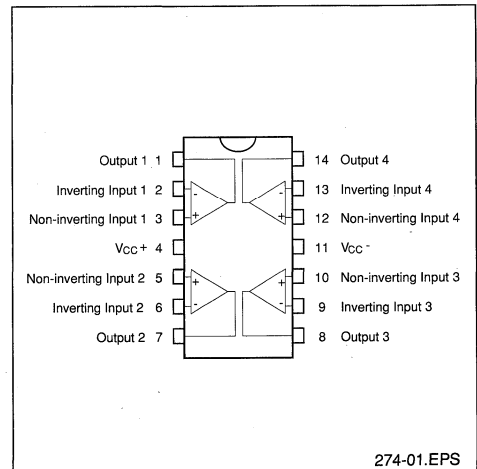 Output 1 1 14 Output 4
- -
Inverting Input 1 2 13 Inverting Input 4
Non-inverting Input 1 3 + + 12 Non-inverting Input 4
VCC+ 4 11 VCC-
Non-inverting Input 2 5 + + 10 Non-inverting Input 3
Inverting Input 2 6 - - 9 Inverting Input 3
Output 2 7 8 Output 3
274-01.EPS